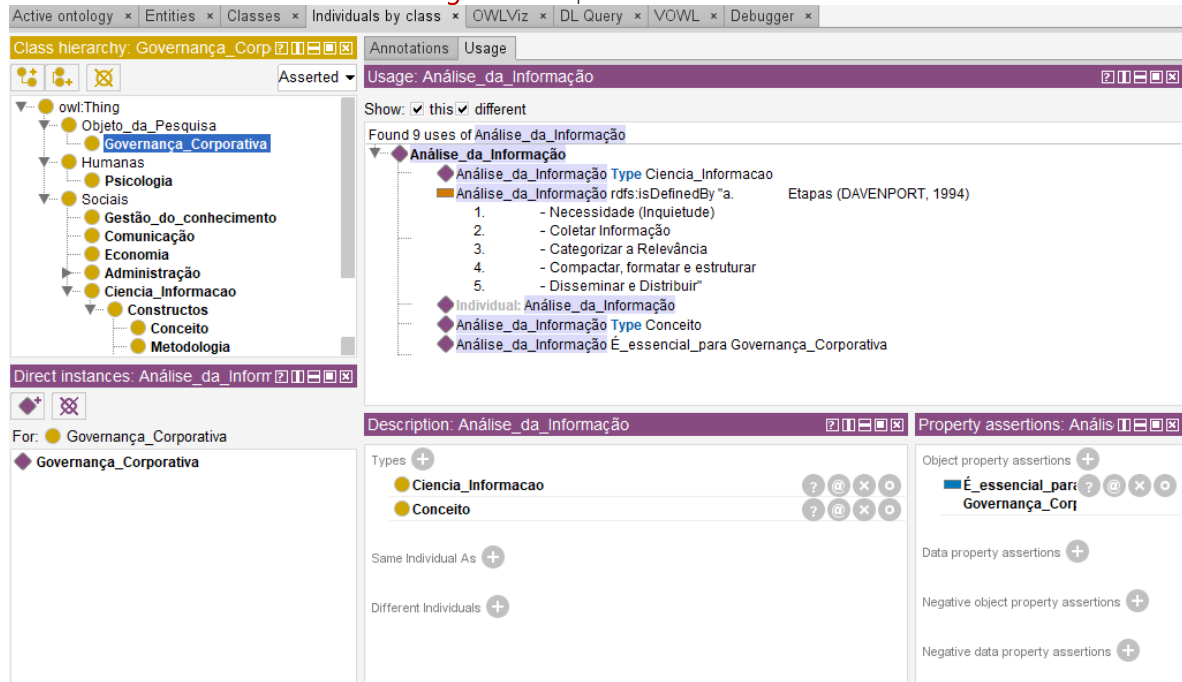 Active ontology × Entities × Classes × Individuals by class × OWLViz × DL Query × VOWL × Debugger ×
Class hierarchy: Governança_Corp
Asserted
owl:Thing
Objeto_da_Pesquisa
Governança_Corporativa
Humanas
Psicologia
Sociais
Gestão_do_conhecimento
Comunicação
Economia
Administração
Ciencia_Informacao
Constructos
Conceito
Metodologia
Direct instances: Análise_da_Inform
For: Governança_Corporativa
Governança_Corporativa
Annotations Usage
Usage: Análise_da_Informação
Show: this different
Found 9 uses of Análise_da_Informação
Análise_da_Informação
Análise_da_Informação Type Ciencia_Informacao
Análise_da_Informação rdfs:isDefinedBy "a. Etapas (DAVENPORT, 1994)
1. - Necessidade (Inquietude)
2. - Coletar Informação
3. - Categorizar a Relevância
4. - Compactar, formatar e estruturar
5. - Disseminar e Distribuir"
Individual: Análise_da_Informação
Análise_da_Informação Type Conceito
Análise_da_Informação É_essencial_para Governança_Corporativa
Description: Análise_da_Informação
Types
Ciencia_Informacao
Conceito
Same Individual As
Different Individuals
Property assertions: Anális
Object property assertions
É_essencial_para
Governança_Corp
Data property assertions
Negative object property assertions
Negative data property assertions